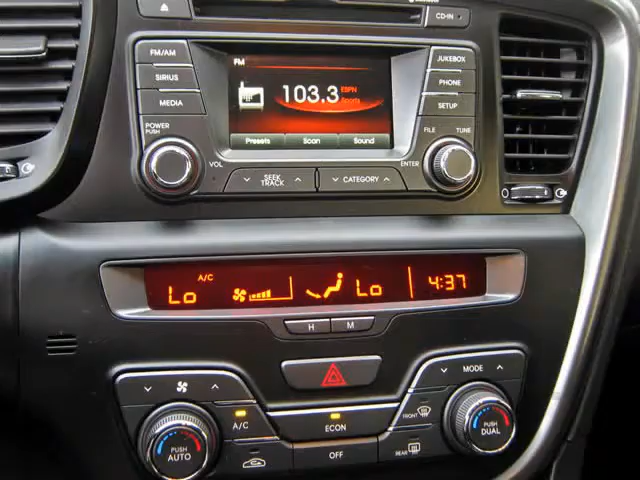 CD-IN
FM/AM
SIRIUS
MEDIA
POWER
PUSH
VOL
FM
103.3
ESPN
Sports
Presets Scan Sound
JUKEBOX
PHONE
SETUP
FILE TUNE
ENTER
SEEK
TRACK
CATEGORY
Lo A/C Lo 4:37
H M
MODE
A/C
ECON
OFF
FRONT
REAR
PUSH
AUTO
PUSH
DUAL